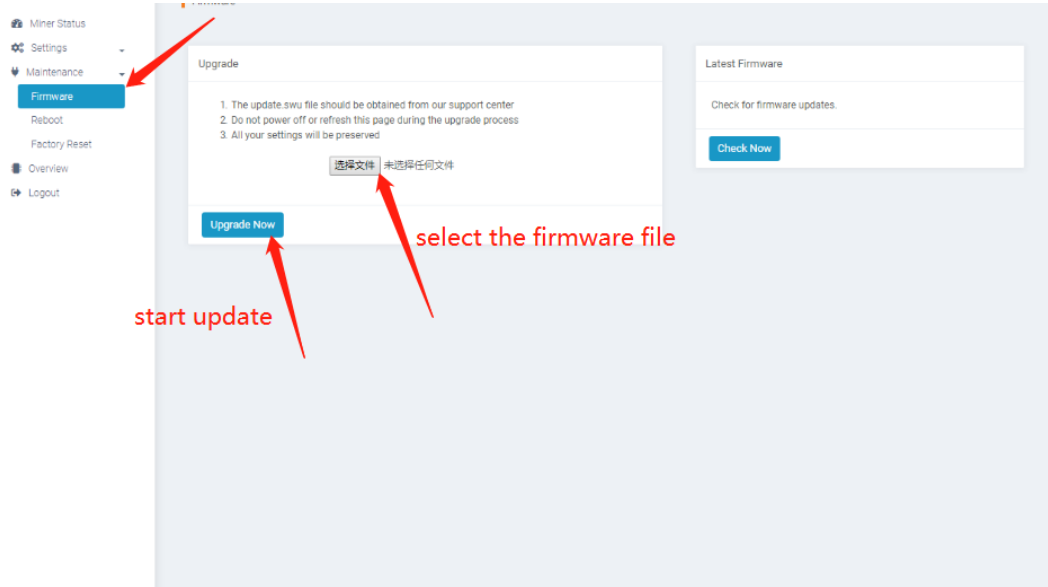 Firmware
Miner Status
Settings
Maintenance
Firmware
Reboot
Factory Reset
Overview
Logout
Upgrade
1. The update.swu file should be obtained from our support center
2. Do not power off or refresh this page during the upgrade process
3. All your settings will be preserved
选择文件 未选择任何文件
Upgrade Now
select the firmware file
start update
Latest Firmware
Check for firmware updates.
Check Now